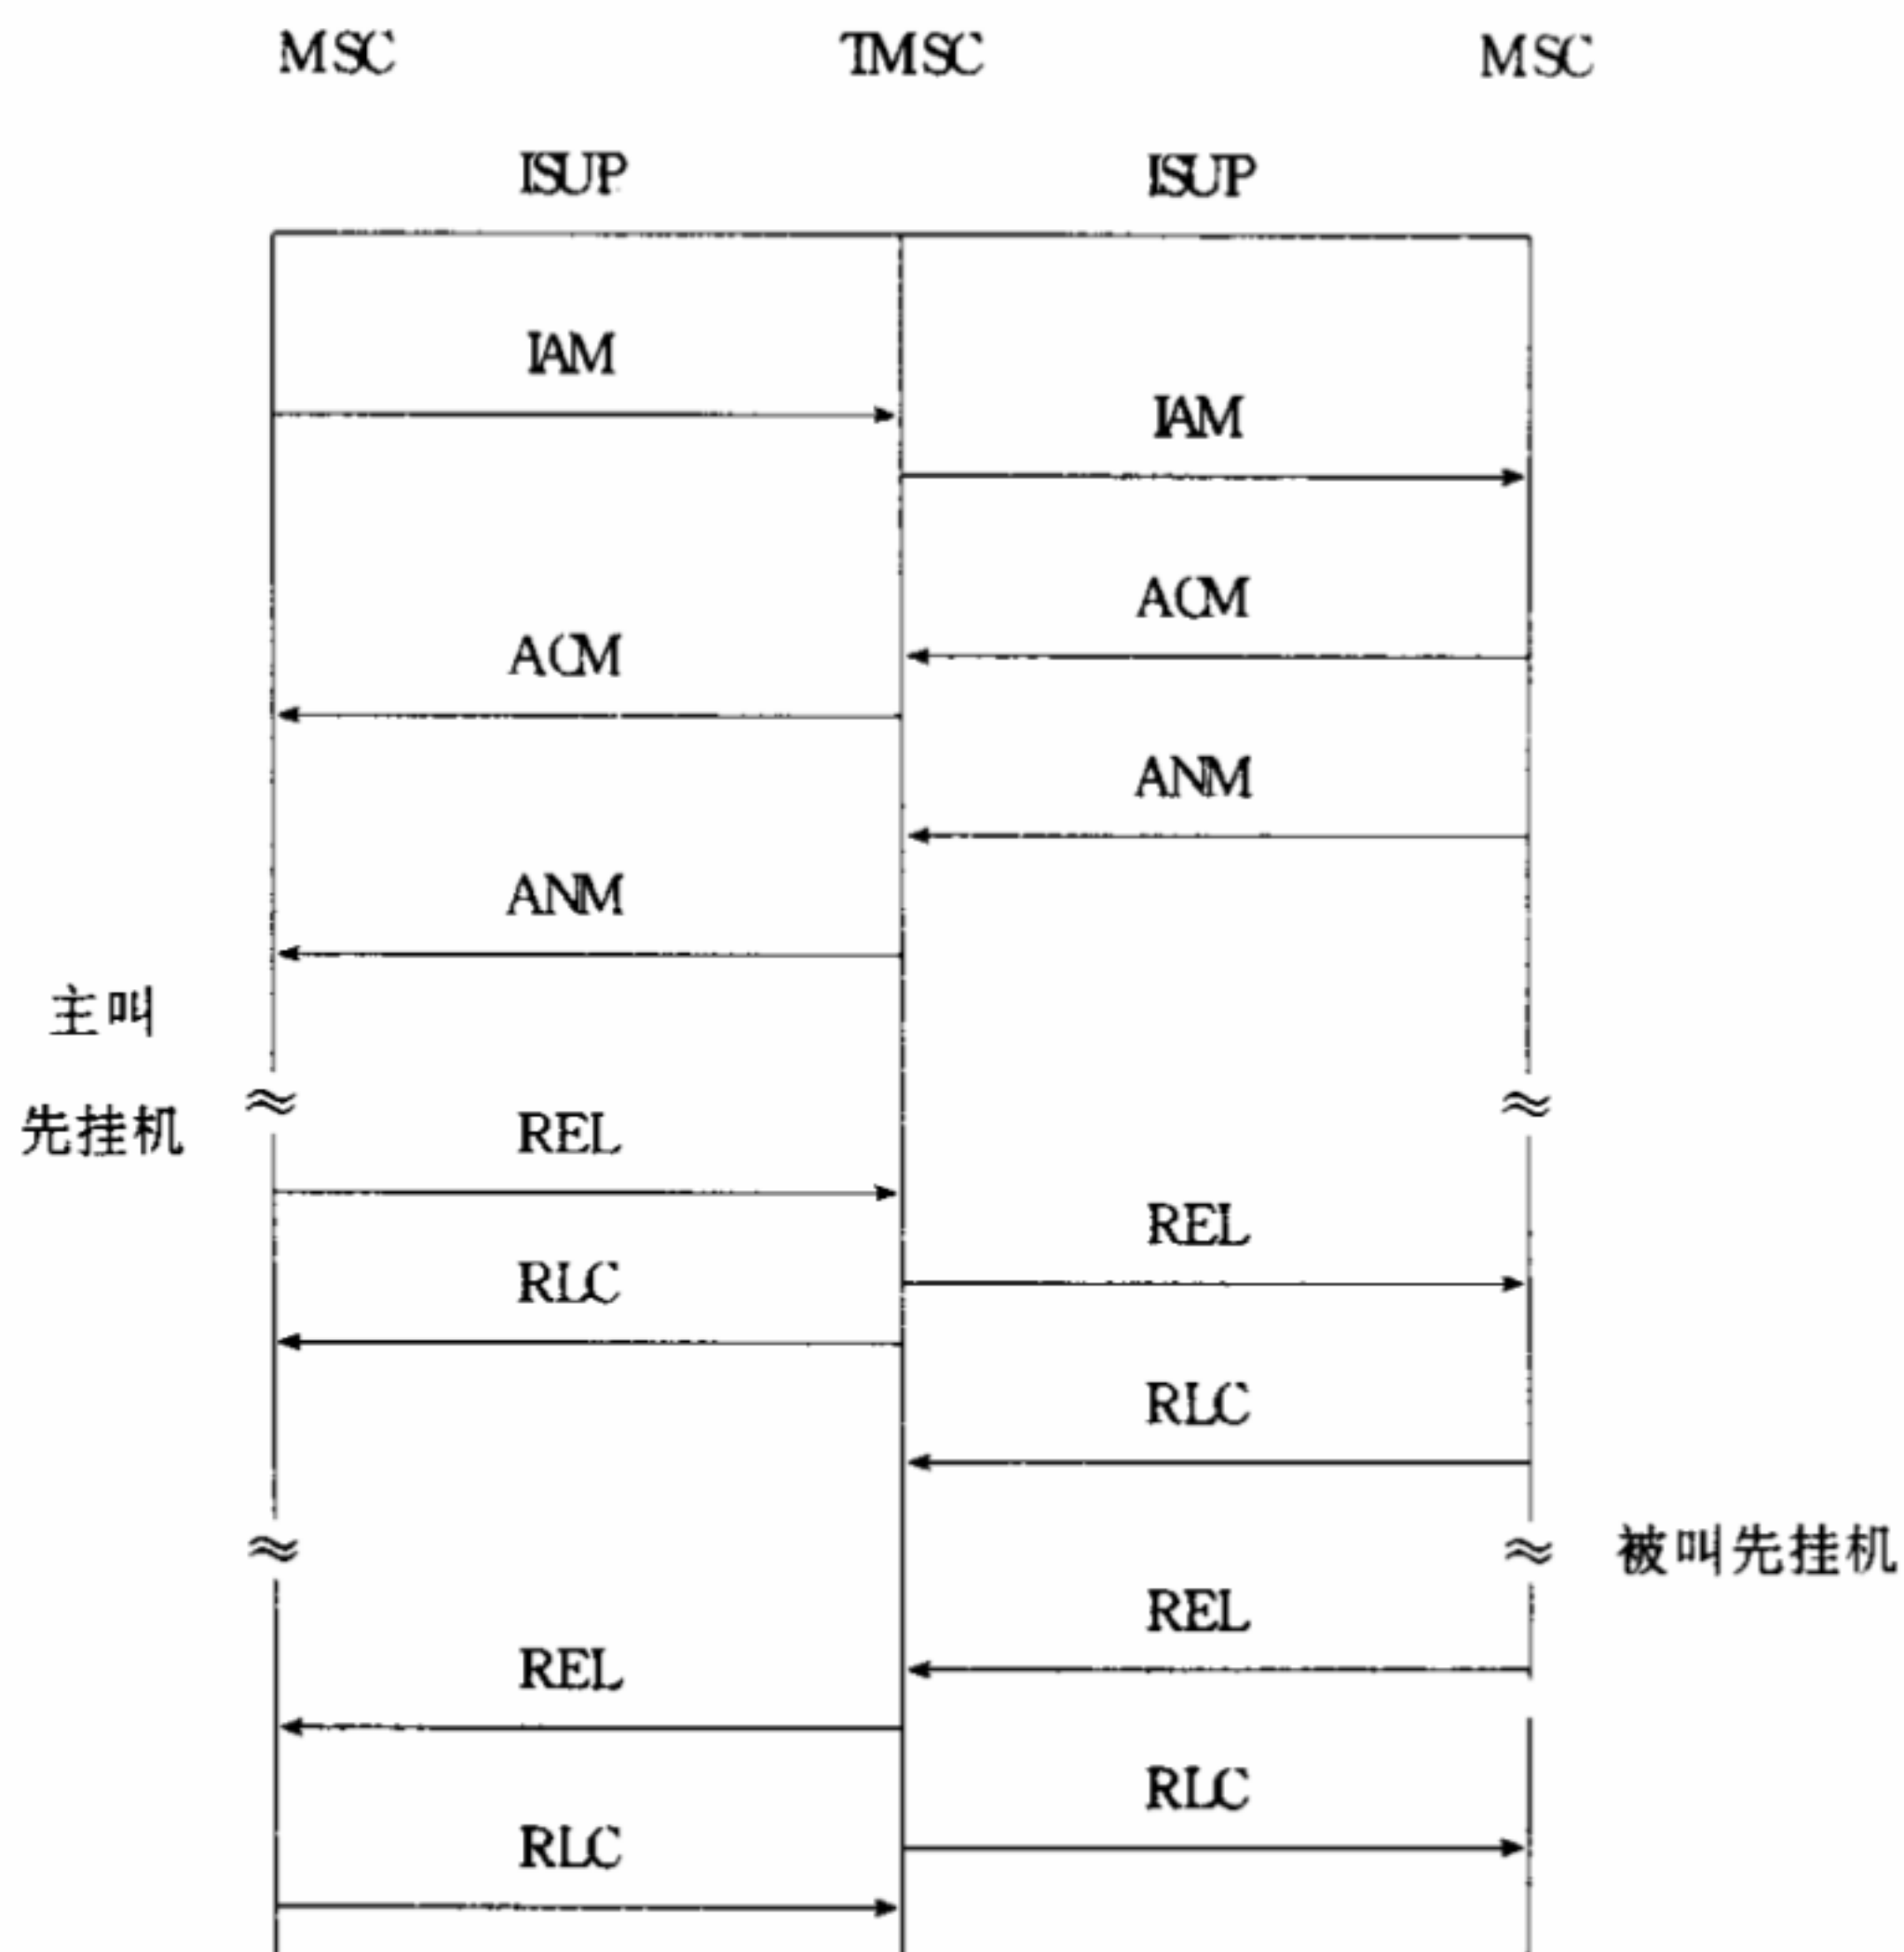 MSC TMSC MSC
ISUP ISUP
IAM
IAM
ACM
ACM
ANM
ANM
主叫
先挂机
REL
REL
RLC
RLC
被叫先挂机
REL
REL
RLC
RLC